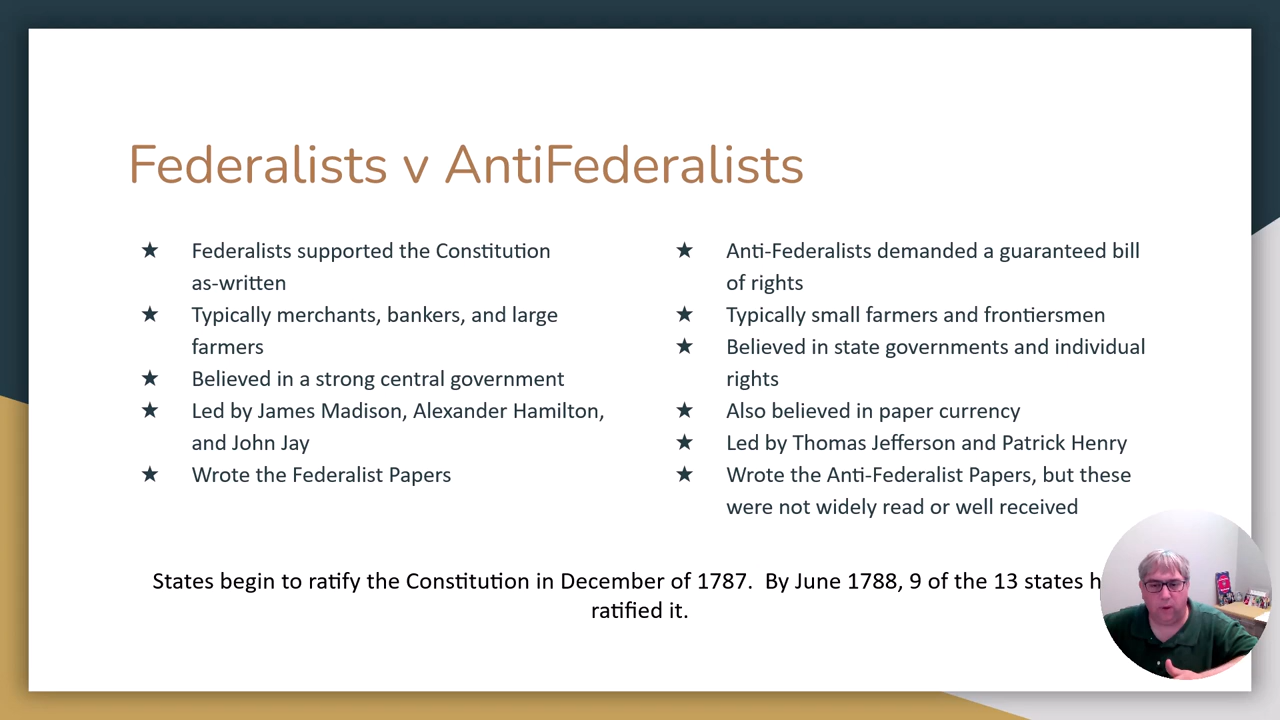 Federalists v AntiFederalists
★ Federalists supported the Constitution
as-written
★ Typically merchants, bankers, and large
farmers
★ Believed in a strong central government
★ Led by James Madison, Alexander Hamilton,
and John Jay
★ Wrote the Federalist Papers
★ Anti-Federalists demanded a guaranteed bill
of rights
★ Typically small farmers and frontiersmen
★ Believed in state governments and individual
rights
★ Also believed in paper currency
★ Led by Thomas Jefferson and Patrick Henry
★ Wrote the Anti-Federalist Papers, but these
were not widely read or well received
States begin to ratify the Constitution in December of 1787. By June 1788, 9 of the 13 states
ratified it.